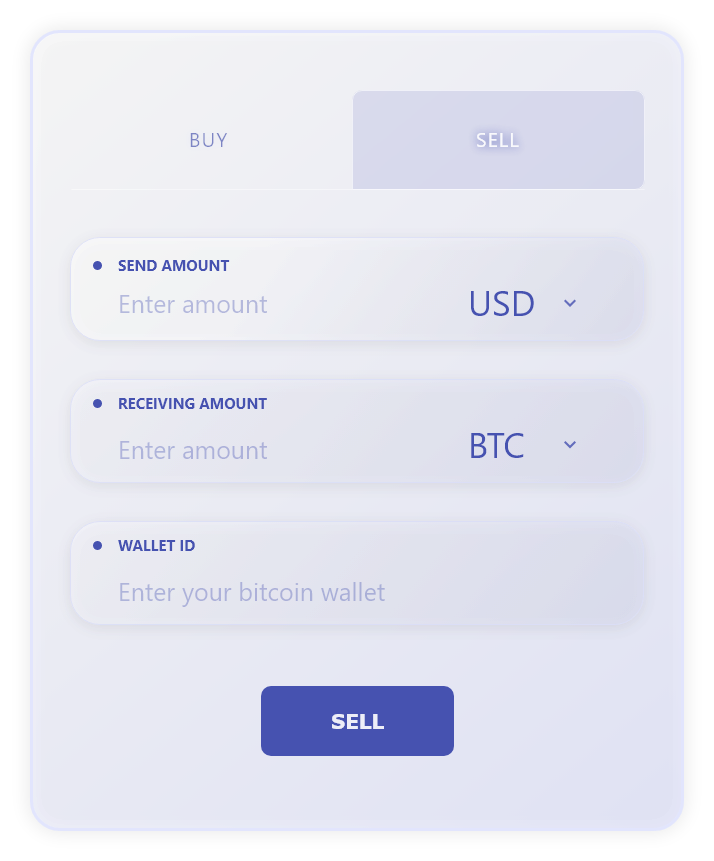 BUY SELL
SEND AMOUNT
Enter amount USD
RECEIVING AMOUNT
Enter amount BTC
WALLET ID
Enter your bitcoin wallet
SELL